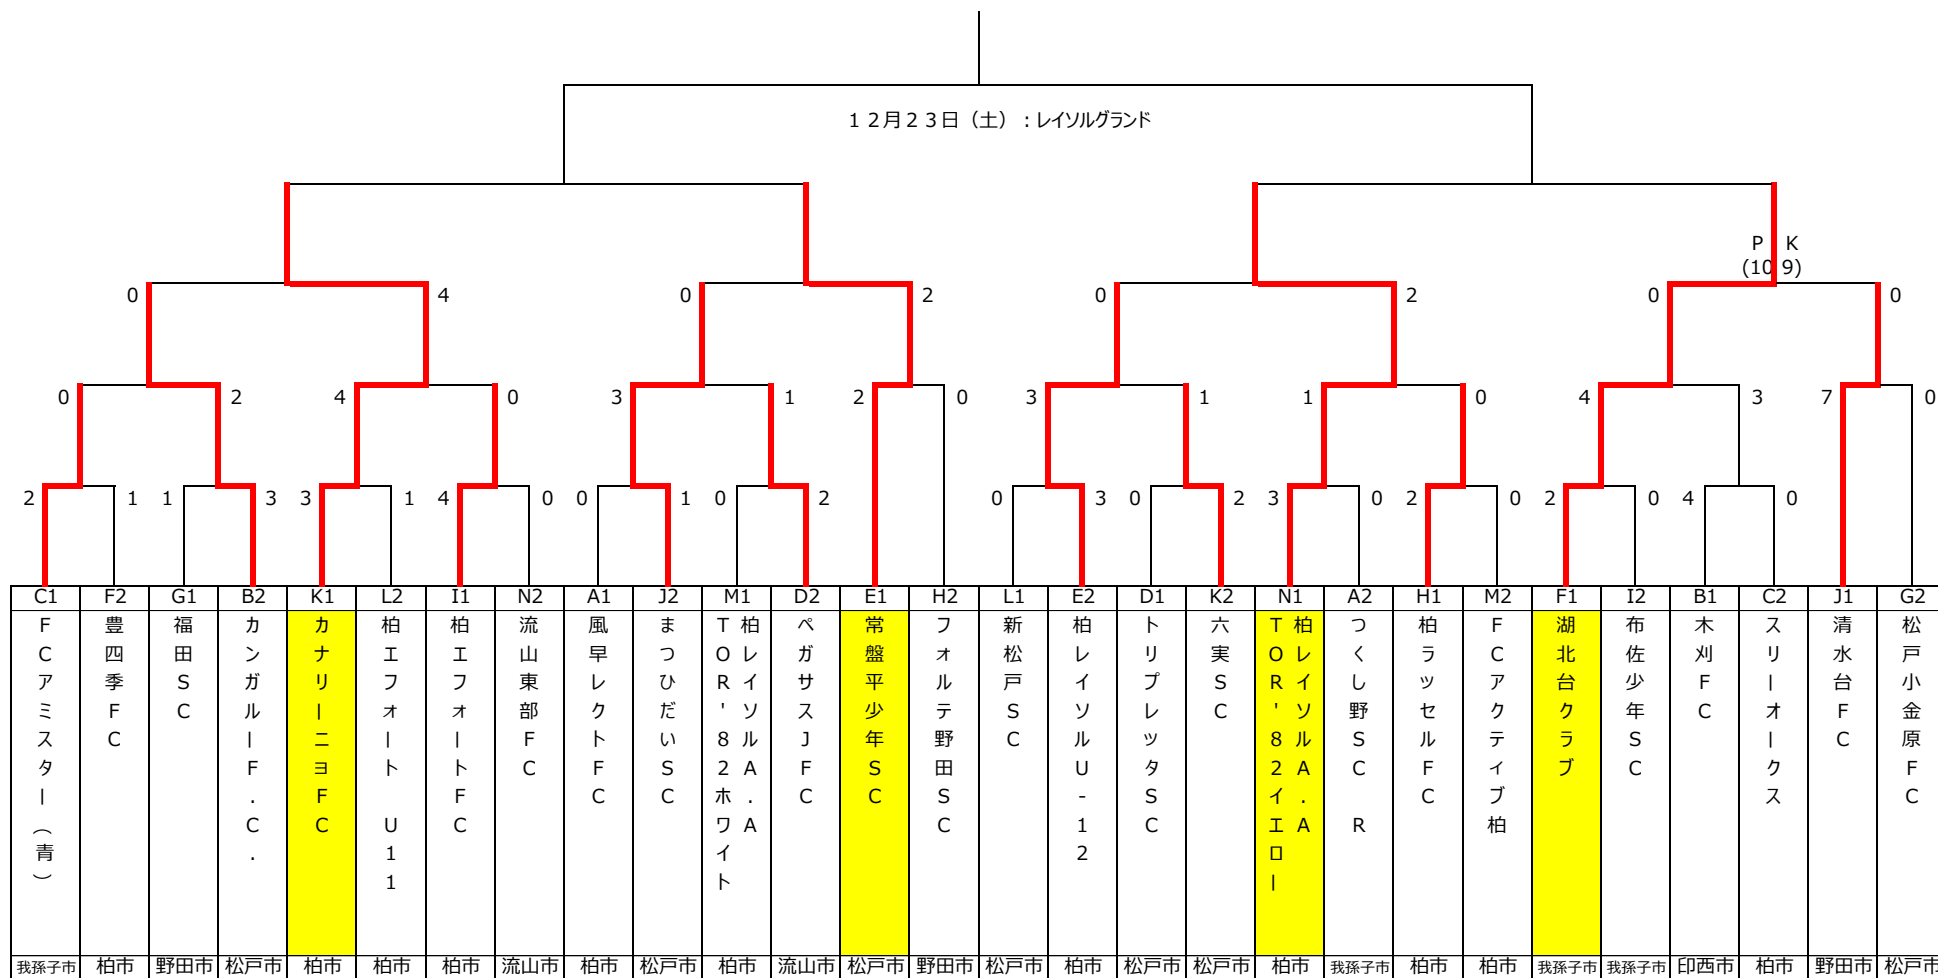 12月23日（土）：レイソルグランド
P K
(10 9)
0 4 0 2 0 2 0 0
0 2 4 0 3 1 2 0 3 1 1 0 4 3 7 0
2 1 1 3 3 1 4 0 0 1 0 2 0 3 0 2 3 0 2 0 2 0 4 0
C1 F2 G1 B2 K1 L2 I1 N2 A1 J2 M1 D2 E1 H2 L1 E2 D1 K2 N1 A2 H1 M2 F1 I2 B1 C2 J1 G2
FCアミスター（青）
豊四季FC
福田SC
カンガルーF.C.
カナリーニョFC
柏エフォート U11
柏エフォートFC
流山東部FC
風早レクトFC
まつひだいSC
柏レイソルA.A
TOR'82ホワイト
ペガサスJFC
常盤平少年SC
フォルテ野田SC
新松戸SC
柏レイソルU-12
トリプレッタSC
六実SC
柏レイソルA.A
TOR'82イエロー
つくし野SC R
柏ラッセルFC
FCアクティブ柏
湖北台クラブ
布佐少年SC
木刈FC
スリーオークス
清水台FC
松戸小金原FC
我孫子市 柏市 野田市 松戸市 柏市 柏市 柏市 流山市 柏市 松戸市 柏市 流山市 松戸市 野田市 松戸市 柏市 松戸市 松戸市 柏市 我孫子市 柏市 柏市 我孫子市 我孫子市 印西市 柏市 野田市 松戸市